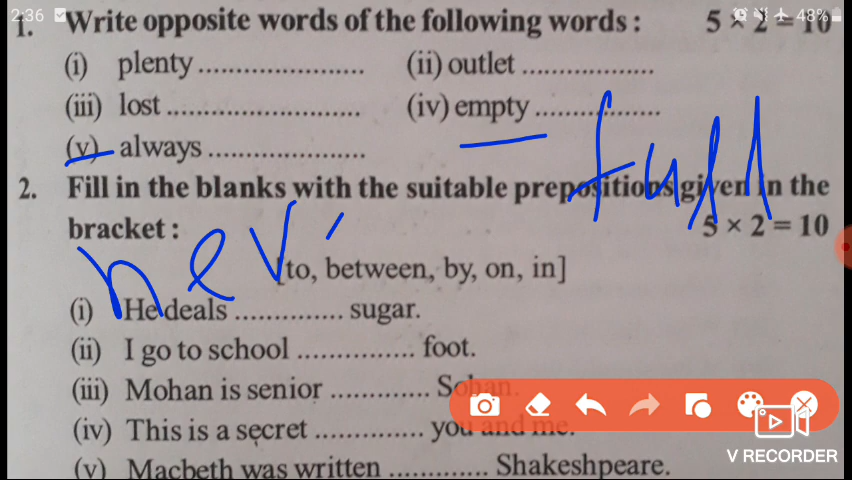 2:36 48%
1. Write opposite words of the following words : 5 × 2 = 10
(i) plenty ...................... (ii) outlet ..................
(iii) lost .......................... (iv) empty .................
full
(v) always ......................
2. Fill in the blanks with the suitable prepositions given in the
bracket : 5 × 2 = 10
nev
[to, between, by, on, in]
(i) He deals ............... sugar.
(ii) I go to school ................ foot.
(iii) Mohan is senior ............. Sohan.
(iv) This is a secret .............. you and me.
(v) Macbeth was written ............. Shakeshpeare.
V RECORDER